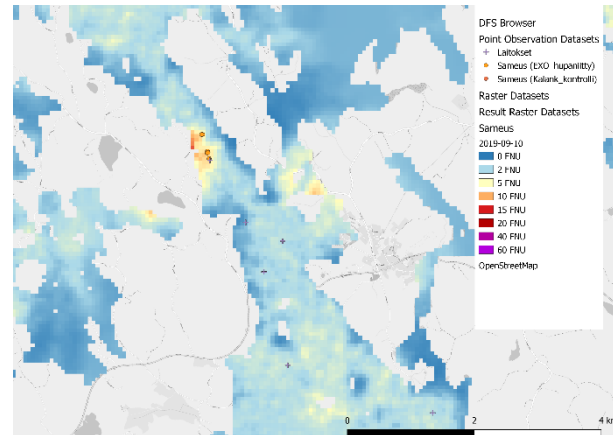 DFS Browser
Point Observation Datasets
Laitokset
Sameus (EXO_hupanlitty)
Sameus (Kalank_kontrolli)
Raster Datasets
Result Raster Datasets
Sameus
2019-09-10
0 FNU
2 FNU
5 FNU
10 FNU
15 FNU
20 FNU
40 FNU
60 FNU
OpenStreetMap
0 2 4 km